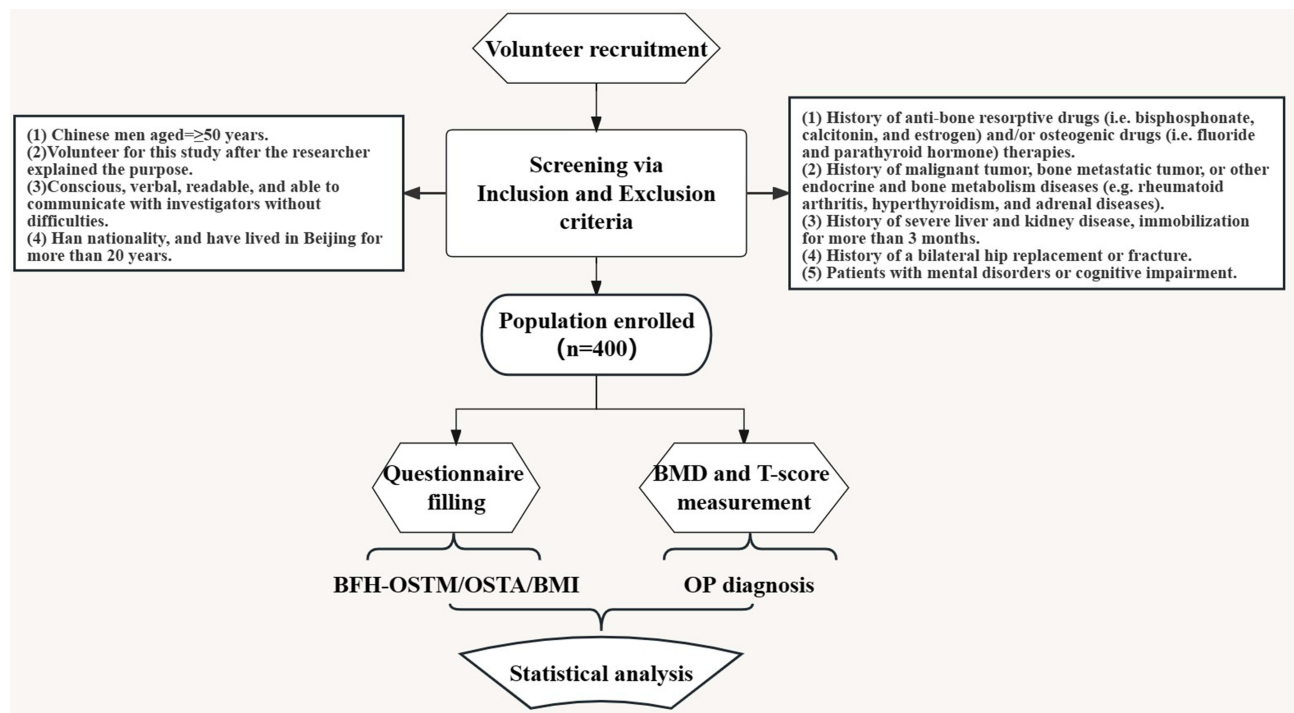 Volunteer recruitment
(1) Chinese men aged=≥50 years.
(2)Volunteer for this study after the researcher
explained the purpose.
(3)Conscious, verbal, readable, and able to
communicate with investigators without
difficulties.
(4) Han nationality, and have lived in Beijing for
more than 20 years.
Screening via
Inclusion and Exclusion
criteria
(1) History of anti-bone resorptive drugs (i.e. bisphosphonate,
calcitonin, and estrogen) and/or osteogenic drugs (i.e. fluoride
and parathyroid hormone) therapies.
(2) History of malignant tumor, bone metastatic tumor, or other
endocrine and bone metabolism diseases (e.g. rheumatoid
arthritis, hyperthyroidism, and adrenal diseases).
(3) History of severe liver and kidney disease, immobilization
for more than 3 months.
(4) History of a bilateral hip replacement or fracture.
(5) Patients with mental disorders or cognitive impairment.
Population enrolled
(n=400)
Questionnaire
filling
BMD and T-score
measurement
BFH-OSTM/OSTA/BMI
OP diagnosis
Statistical analysis